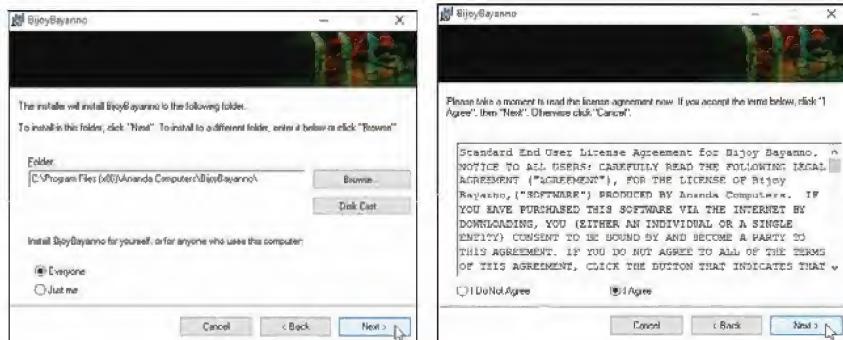 BijoyBayanno
The installer will install BijoyBayanno to the following folder.
To install in this folder, click "Next". To install to a different folder, enter it below or click "Browse".
Folder:
C:\Program Files (x86)\Ananda Computers\BijoyBayanno\
Browse...
Disk Cost...
Install BijoyBayanno for yourself, or for anyone who uses this computer:
Everyone
Just me
Cancel
< Back
Next >
BijoyBayanno
Please take a moment to read the license agreement now. If you accept the terms below, click "I
Agree", then "Next". Otherwise click "Cancel".
Standard End User License Agreement for Bijoy Bayanno,
NOTICE TO ALL USERS: CAREFULLY READ THE FOLLOWING LEGAL
AGREEMENT ("AGREEMENT"), FOR THE LICENSE OF Bijoy
Bayanno, ("SOFTWARE") PRODUCED BY Ananda Computers. IF
YOU HAVE PURCHASED THIS SOFTWARE VIA THE INTERNET BY
DOWNLOADING, YOU (EITHER AN INDIVIDUAL OR A SINGLE
ENTITY) CONSENT TO BE BOUND BY AND BECOME A PARTY TO
THIS AGREEMENT. IF YOU DO NOT AGREE TO ALL OF THE TERMS
OF THIS AGREEMENT, CLICK THE BUTTON THAT INDICATES THAT
I Do Not Agree
I Agree
Cancel
< Back
Next >